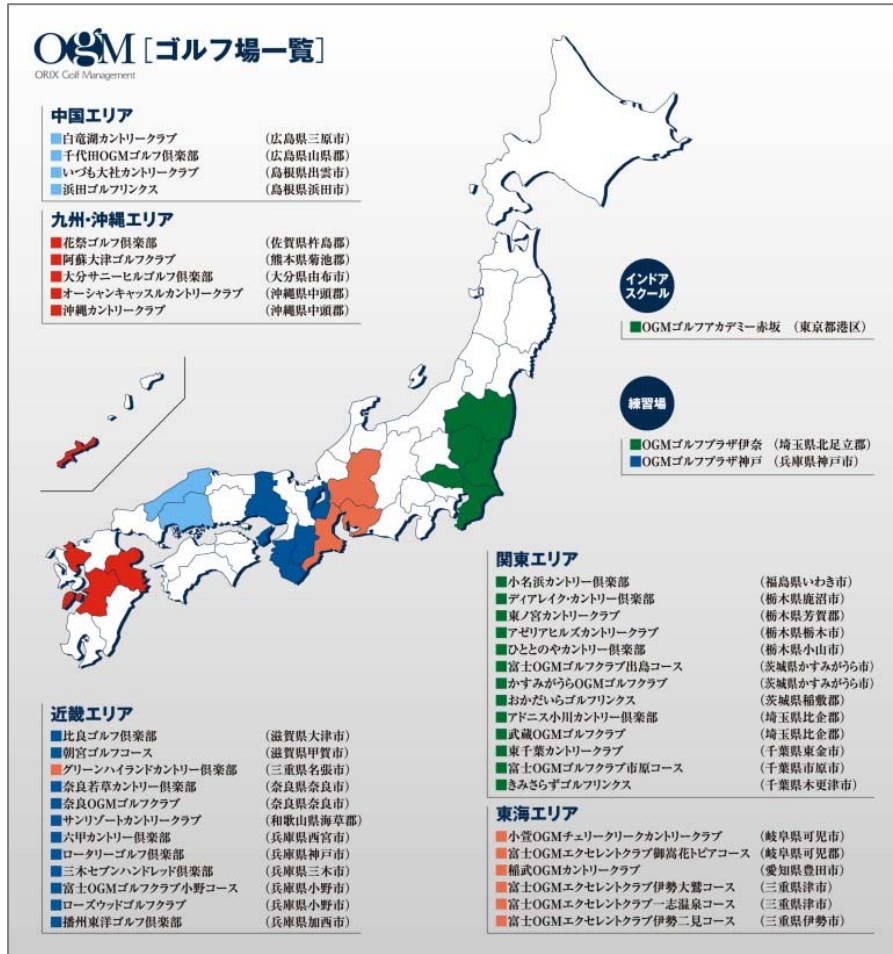 OGM [ゴルフ場一覧]
ORIX Golf Management
中国エリア
白竜湖カントリークラブ （広島県三原市）
千代田OGMゴルフ倶楽部 （広島県山県郡）
いづも大社カントリークラブ （島根県出雲市）
浜田ゴルフリンクス （島根県浜田市）
九州・沖縄エリア
花祭ゴルフ倶楽部 （佐賀県杵島郡）
阿蘇大津ゴルフクラブ （熊本県菊池郡）
大分サニーヒルゴルフ倶楽部 （大分県由布市）
オーシャンキャッスルカントリークラブ （沖縄県中頭郡）
沖縄カントリークラブ （沖縄県中頭郡）
インドア
スクール
OGMゴルフアカデミー赤坂 （東京都港区）
練習場
OGMゴルフプラザ伊奈 （埼玉県北足立郡）
OGMゴルフプラザ神戸 （兵庫県神戸市）
関東エリア
小名浜カントリー倶楽部 （福島県いわき市）
ディアレイク・カントリー倶楽部 （栃木県鹿沼市）
東ノ宮カントリークラブ （栃木県芳賀郡）
アゼリアヒルズカントリークラブ （栃木県栃木市）
ひととのやカントリー倶楽部 （栃木県小山市）
富士OGMゴルフクラブ出島コース （茨城県かすみがうら市）
かすみがうらOGMゴルフクラブ （茨城県かすみがうら市）
おかだいらゴルフリンクス （茨城県稲敷郡）
アドニス小川カントリー倶楽部 （埼玉県比企郡）
武蔵OGMゴルフクラブ （埼玉県比企郡）
東千葉カントリークラブ （千葉県東金市）
富士OGMゴルフクラブ市原コース （千葉県市原市）
きみさらずゴルフリンクス （千葉県木更津市）
近畿エリア
比良ゴルフ倶楽部 （滋賀県大津市）
朝宮ゴルフコース （滋賀県甲賀市）
グリーンハイランドカントリー倶楽部 （三重県名張市）
奈良若草カントリー倶楽部 （奈良県奈良市）
奈良OGMゴルフクラブ （奈良県奈良市）
サンリゾートカントリークラブ （和歌山県海草郡）
六甲カントリー倶楽部 （兵庫県西宮市）
ロータリーゴルフ倶楽部 （兵庫県神戸市）
三木セブンハンドレッド倶楽部 （兵庫県三木市）
富士OGMゴルフクラブ小野コース （兵庫県小野市）
ローズウッドゴルフクラブ （兵庫県小野市）
播州東洋ゴルフ倶楽部 （兵庫県加西市）
東海エリア
小萱OGMチェリークリークカントリークラブ （岐阜県可児市）
富士OGMエクセレントクラブ御嵩花トピアコース （岐阜県可児郡）
稲武OGMカントリークラブ （愛知県豊田市）
富士OGMエクセレントクラブ伊勢大鷲コース （三重県津市）
富士OGMエクセレントクラブ一志温泉コース （三重県津市）
富士OGMエクセレントクラブ伊勢二見コース （三重県伊勢市）